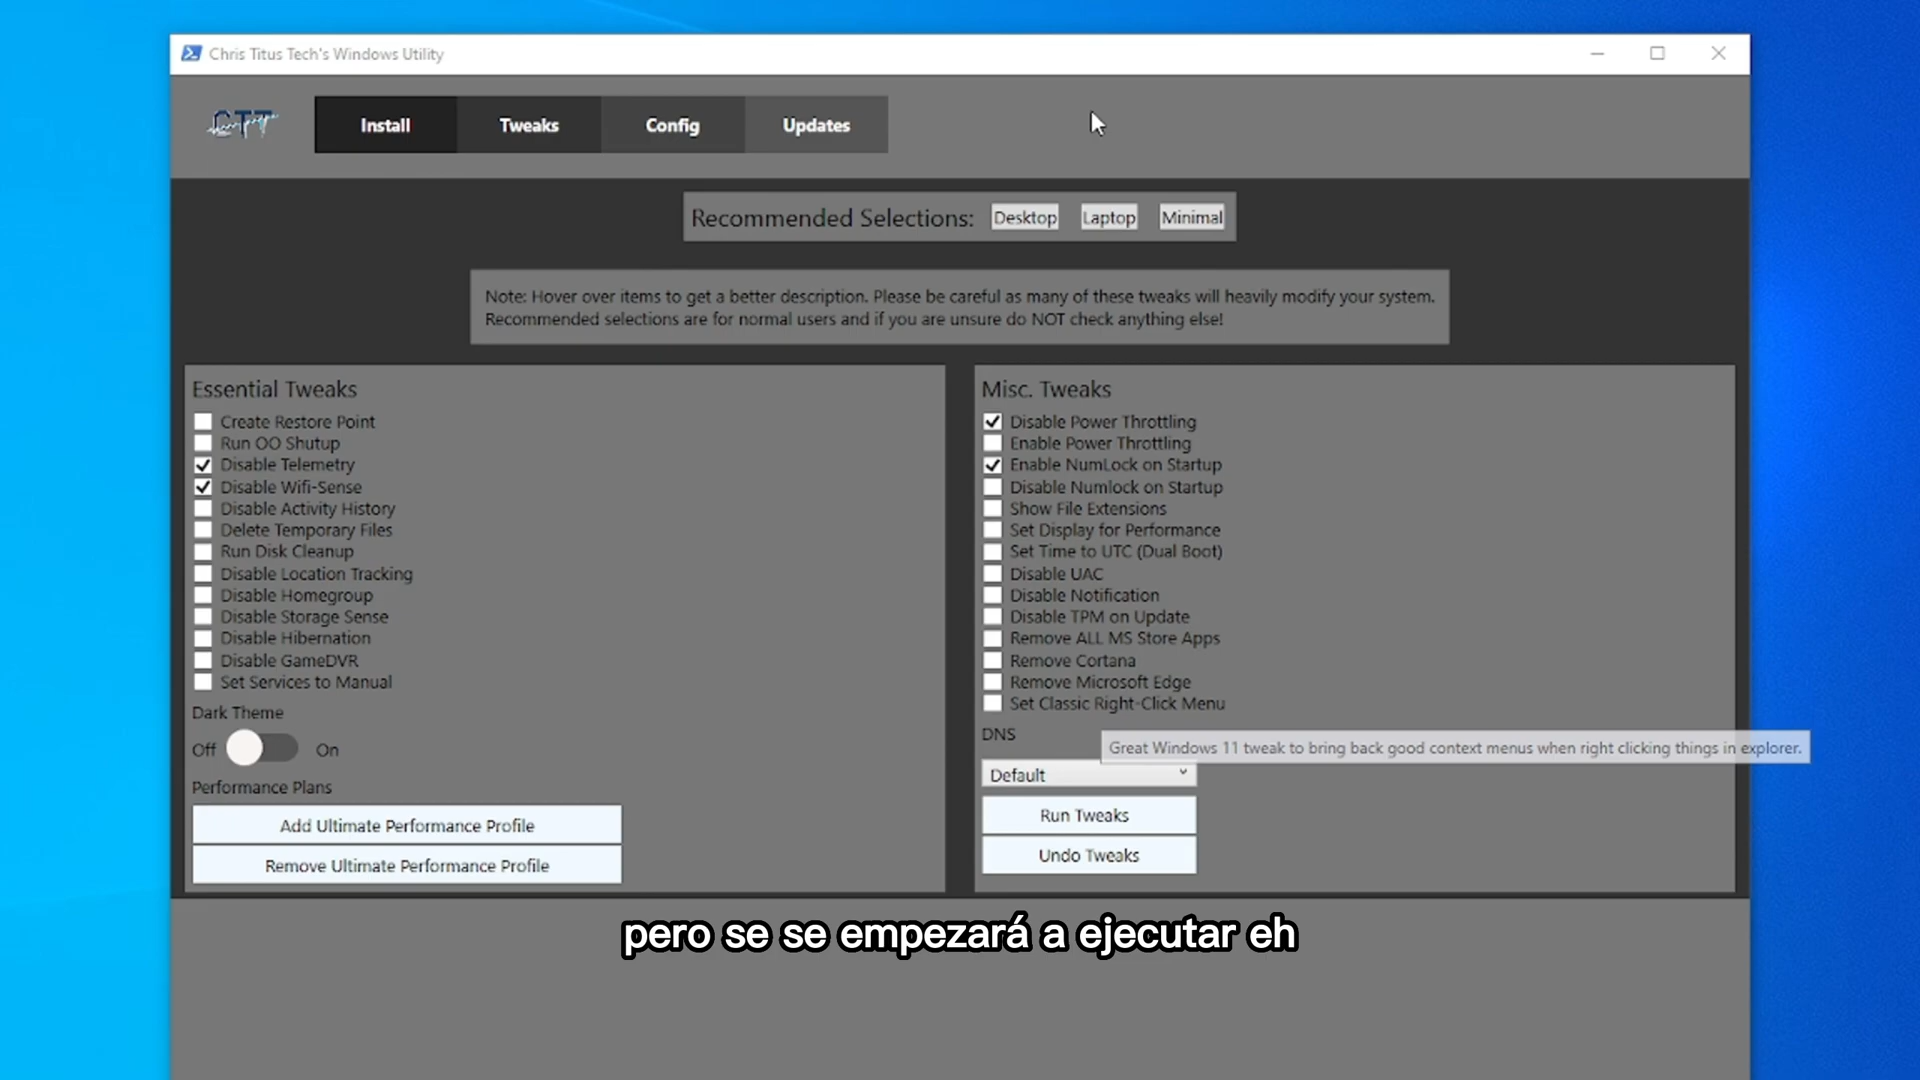 Chris Titus Tech's Windows Utility
CTT
Install
Tweaks
Config
Updates
Recommended Selections:
Desktop
Laptop
Minimal
Note: Hover over items to get a better description. Please be careful as many of these tweaks will heavily modify your system.
Recommended selections are for normal users and if you are unsure do NOT check anything else!
Essential Tweaks
Create Restore Point
Run OO Shutup
Disable Telemetry
Disable Wifi-Sense
Disable Activity History
Delete Temporary Files
Run Disk Cleanup
Disable Location Tracking
Disable Homegroup
Disable Storage Sense
Disable Hibernation
Disable GameDVR
Set Services to Manual
Dark Theme
Off
On
Performance Plans
Add Ultimate Performance Profile
Remove Ultimate Performance Profile
Misc. Tweaks
Disable Power Throttling
Enable Power Throttling
Enable NumLock on Startup
Disable Numlock on Startup
Show File Extensions
Set Display for Performance
Set Time to UTC (Dual Boot)
Disable UAC
Disable Notification
Disable TPM on Update
Remove ALL MS Store Apps
Remove Cortana
Remove Microsoft Edge
Set Classic Right-Click Menu
DNS
Great Windows 11 tweak to bring back good context menus when right clicking things in explorer.
Default
Run Tweaks
Undo Tweaks
pero se se empezará a ejecutar eh